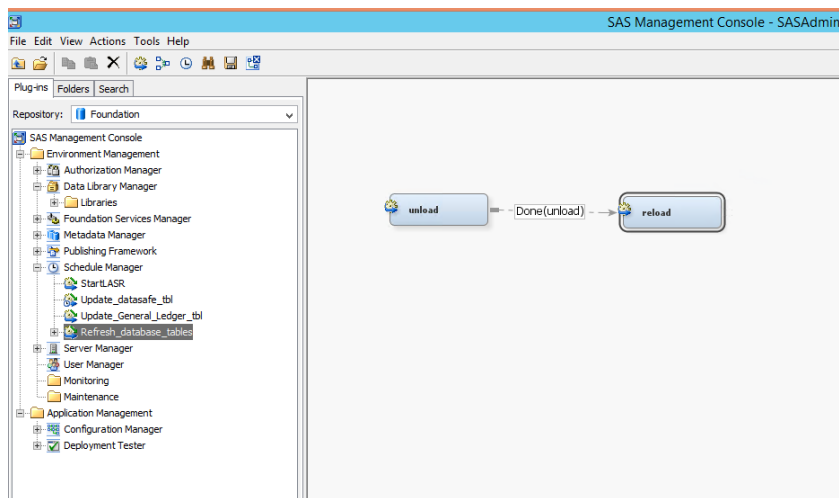 SAS Management Console - SASAdmin
File Edit View Actions Tools Help
Plug-ins Folders Search
Repository: Foundation
SAS Management Console
Environment Management
Authorization Manager
Data Library Manager
Libraries
Foundation Services Manager
Metadata Manager
Publishing Framework
Schedule Manager
StartLASR
Update_datasafe_tbl
Update_General_Ledger_tbl
Refresh_database_tables
Server Manager
User Manager
Monitoring
Maintenance
Application Management
Configuration Manager
Deployment Tester
unload Done(unload) reload